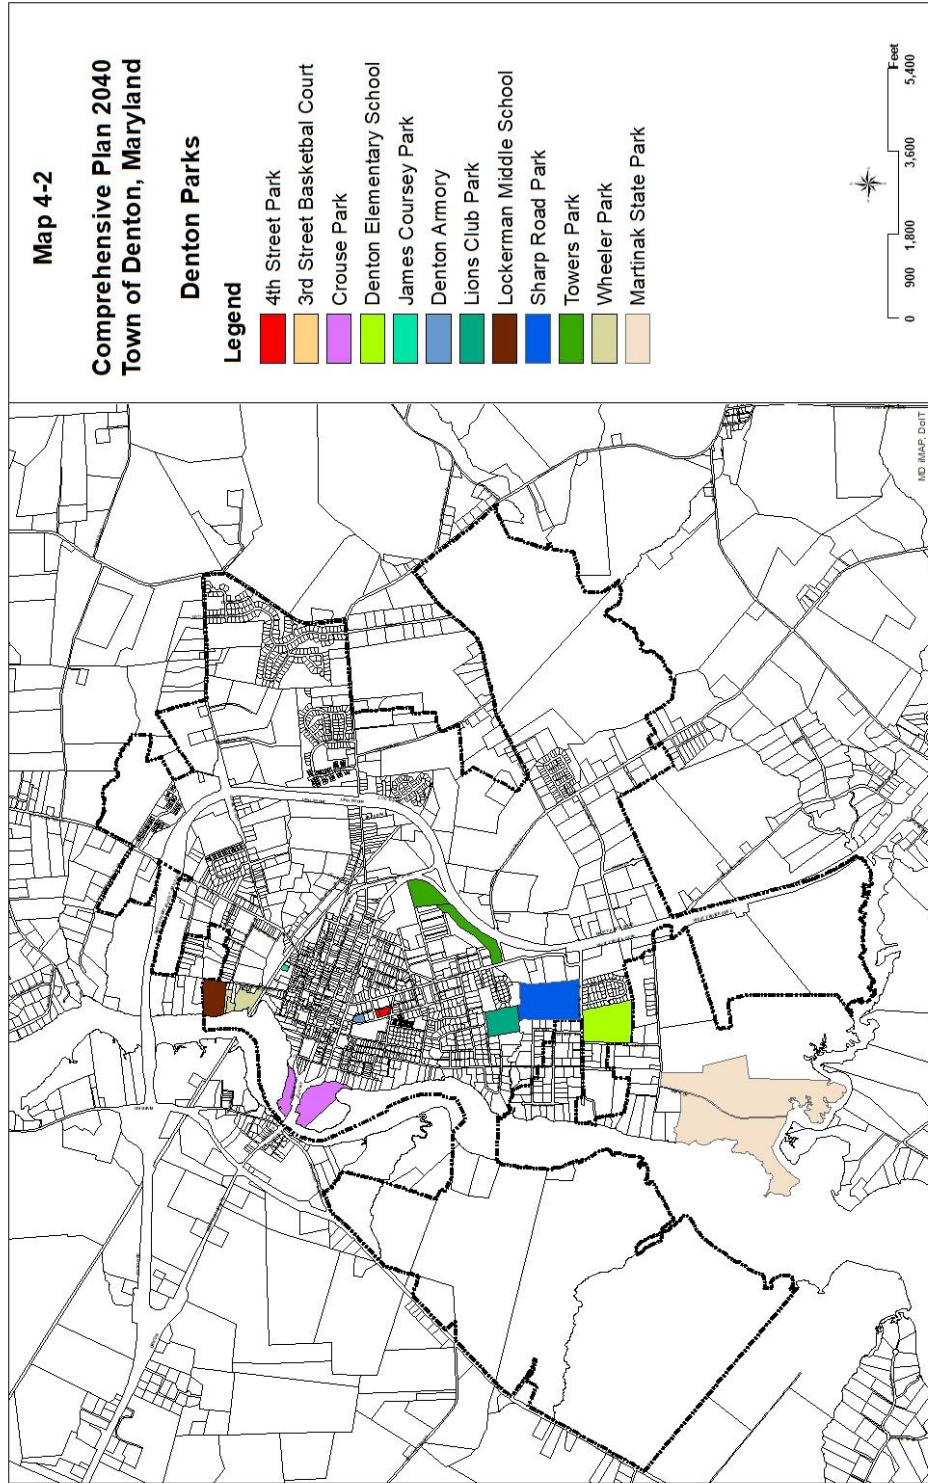 Map 4-2
Comprehensive Plan 2040
Town of Denton, Maryland
Denton Parks
Legend
4th Street Park
3rd Street Basketbal Court
Crouse Park
Denton Elementary School
James Coursey Park
Denton Armory
Lions Club Park
Lockerman Middle School
Sharp Road Park
Towers Park
Wheeler Park
Martinak State Park
0 900 1,800 3,600 5,400
Feet
MD iMAP, DoIT